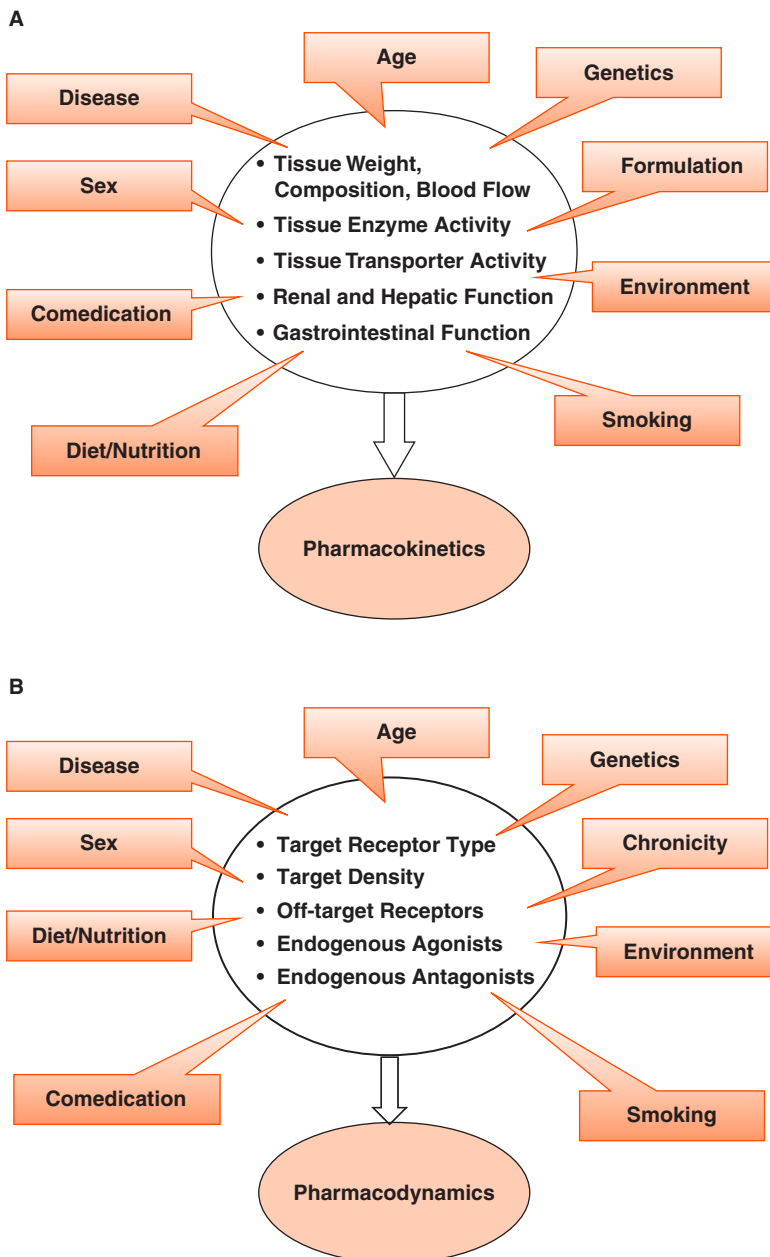 A
Age
Genetics
Disease
Formulation
Sex
• Tissue Weight,
Composition, Blood Flow
• Tissue Enzyme Activity
• Tissue Transporter Activity
• Renal and Hepatic Function
• Gastrointestinal Function
Environment
Comedication
Smoking
Diet/Nutrition
Pharmacokinetics
B
Age
Genetics
Disease
Sex
Chronicity
• Target Receptor Type
• Target Density
• Off-target Receptors
• Endogenous Agonists
• Endogenous Antagonists
Diet/Nutrition
Environment
Comedication
Smoking
Pharmacodynamics